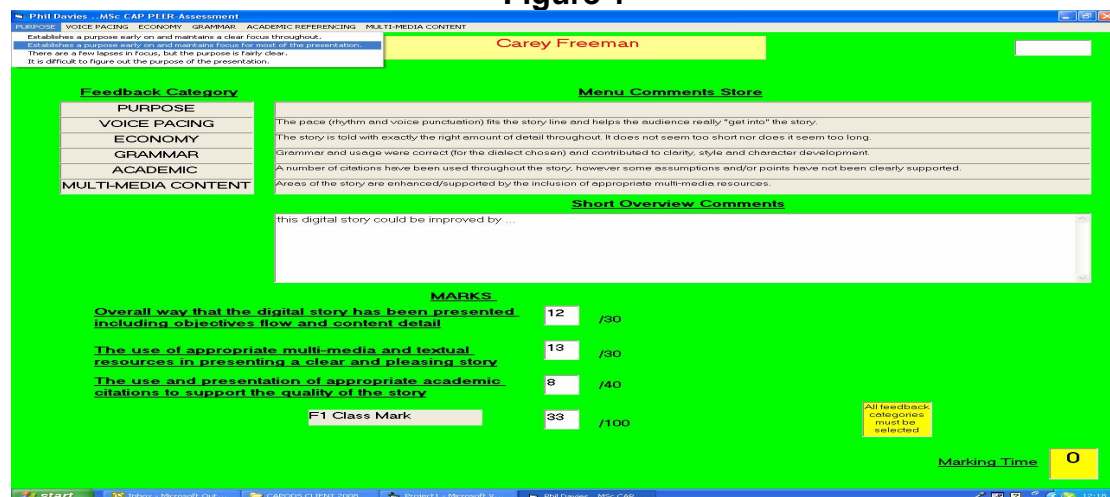 Phil Davies ..MSc CAP PEER-Assessment
PURPOSE VOICE PACING ECONOMY GRAMMAR ACADEMIC REFERENCING MULTI-MEDIA CONTENT
Establishes a purpose early on and maintains a clear focus throughout.
Establishes a purpose early on and maintains focus for most of the presentation.
There are a few lapses in focus, but the purpose is fairly clear.
It is difficult to figure out the purpose of the presentation.
Carey Freeman
Feedback Category
Menu Comments Store
PURPOSE
VOICE PACING
The pace (rhythm and voice punctuation) fits the story line and helps the audience really "get into" the story.
ECONOMY
The story is told with exactly the right amount of detail throughout. It does not seem too short nor does it seem too long.
GRAMMAR
Grammar and usage were correct (for the dialect chosen) and contributed to clarity, style and character development.
ACADEMIC
A number of citations have been used throughout the story, however some assumptions and/or points have not been clearly supported.
MULTI-MEDIA CONTENT
Areas of the story are enhanced/supported by the inclusion of appropriate multi-media resources.
Short Overview Comments
this digital story could be improved by ...
MARKS
Overall way that the digital story has been presented
including objectives flow and content detail
12 /30
The use of appropriate multi-media and textual
resources in presenting a clear and pleasing story
13 /30
The use and presentation of appropriate academic
citations to support the quality of the story
8 /40
F1 Class Mark
33 /100
All feedback
categories
must be
selected
Marking Time 0
start Inbox - Microsoft Out... CAPODS CLIENT 2006 Project1 - Microsoft V... Phil Davies ..MSc CAP ... 12:16